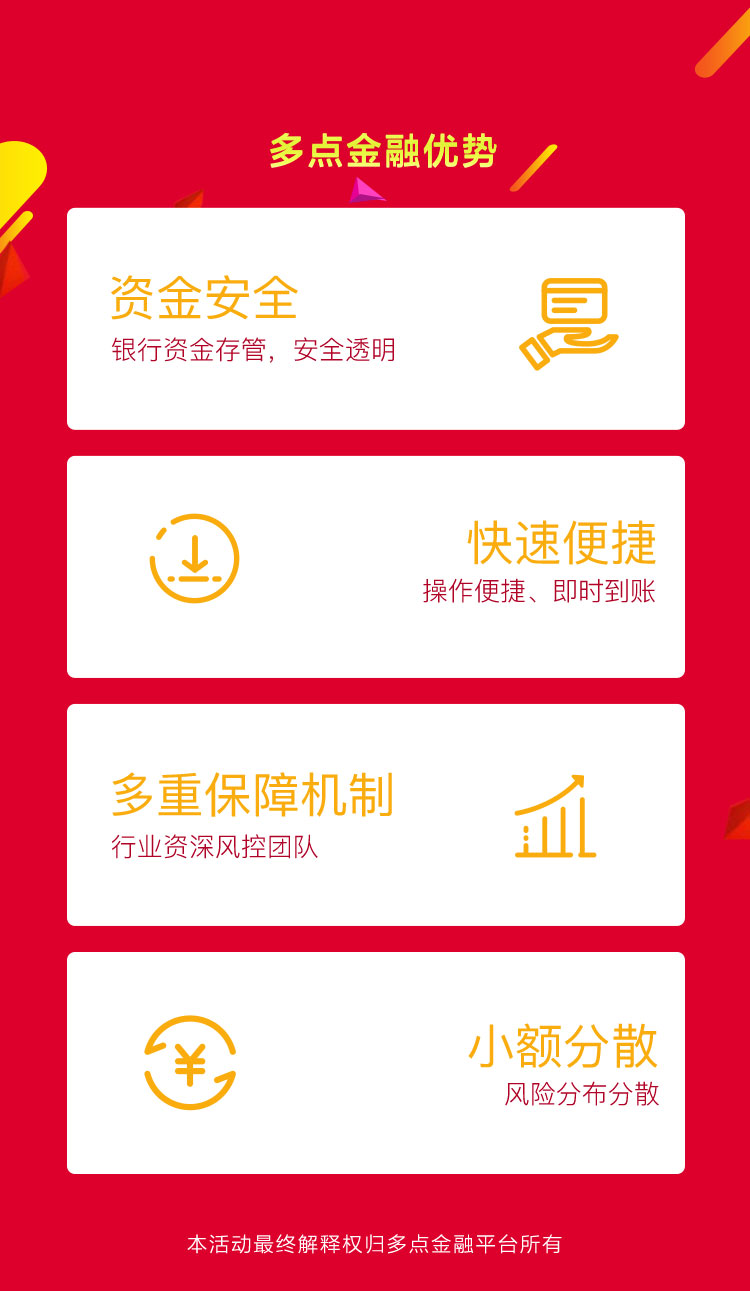 多点金融优势
资金安全
银行资金存管，安全透明
快速便捷
操作便捷、即时到账
多重保障机制
行业资深风控团队
¥
小额分散
风险分布分散
本活动最终解释权归多点金融平台所有